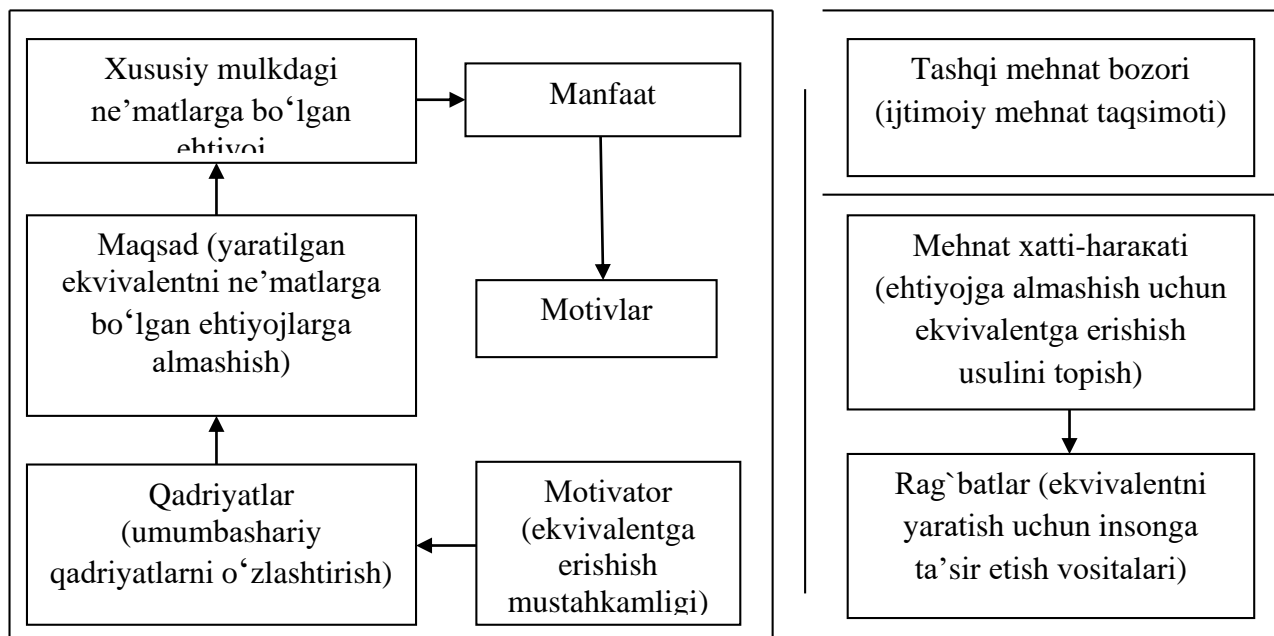 Xususiy mulkdagi
ne’matlarga bo‘lgan
ehtiyoj
Manfaat
Tashqi mehnat bozori
(ijtimoiy mehnat taqsimoti)
Maqsad (yaratilgan
ekvivalentni ne’matlarga
bo‘lgan ehtiyojlarga
almashish)
Motivlar
Mehnat xatti-haraкati
(ehtiyojga almashish uchun
ekvivalentga erishish
usulini topish)
Qadriyatlar
(umumbashariy
qadriyatlarni o‘zlashtirish)
Motivator
(ekvivalentga
erishish
mustahkamligi)
Rag`batlar (ekvivalentni
yaratish uchun insonga
ta’sir etish vositalari)